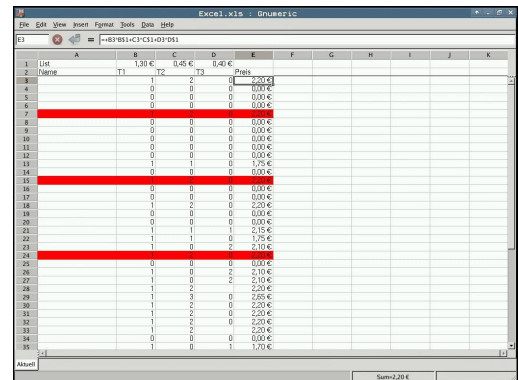 Excel.xls : Gnumeric
File Edit View Insert Format Tools Data Help
E3 = =+B3*B$1+C3*C$1+D3*D$1
A B C D E F G H I J K
1 List 1,30 € 0,45 € 0,40 €
2 Name T1 T2 T3 Preis
3 1 2 0 2,20 €
4 0 0 0 0,00 €
5 0 0 0 0,00 €
6 0 0 0 0,00 €
7
8 0 0 0 0,00 €
9 0 0 0 0,00 €
10 0 0 0 0,00 €
11 0 0 0 0,00 €
12 0 0 0 0,00 €
13 1 1 0 1,75 €
14 0 0 0 0,00 €
15
16 0 0 0 0,00 €
17 0 0 0 0,00 €
18 1 2 0 2,20 €
19 0 0 0 0,00 €
20 0 0 0 0,00 €
21 1 1 1 2,15 €
22 1 1 0 1,75 €
23 1 0 2 2,10 €
24
25 0 0 0 0,00 €
26 1 0 2 2,10 €
27 1 0 2 2,10 €
28 1 2 2,20 €
29 1 3 0 2,65 €
30 1 2 0 2,20 €
31 1 2 0 2,20 €
32 1 2 0 2,20 €
33 1 2 2,20 €
34 0 0 0 0,00 €
35 1 0 1 1,70 €
Aktuell
Sum=2,20 €